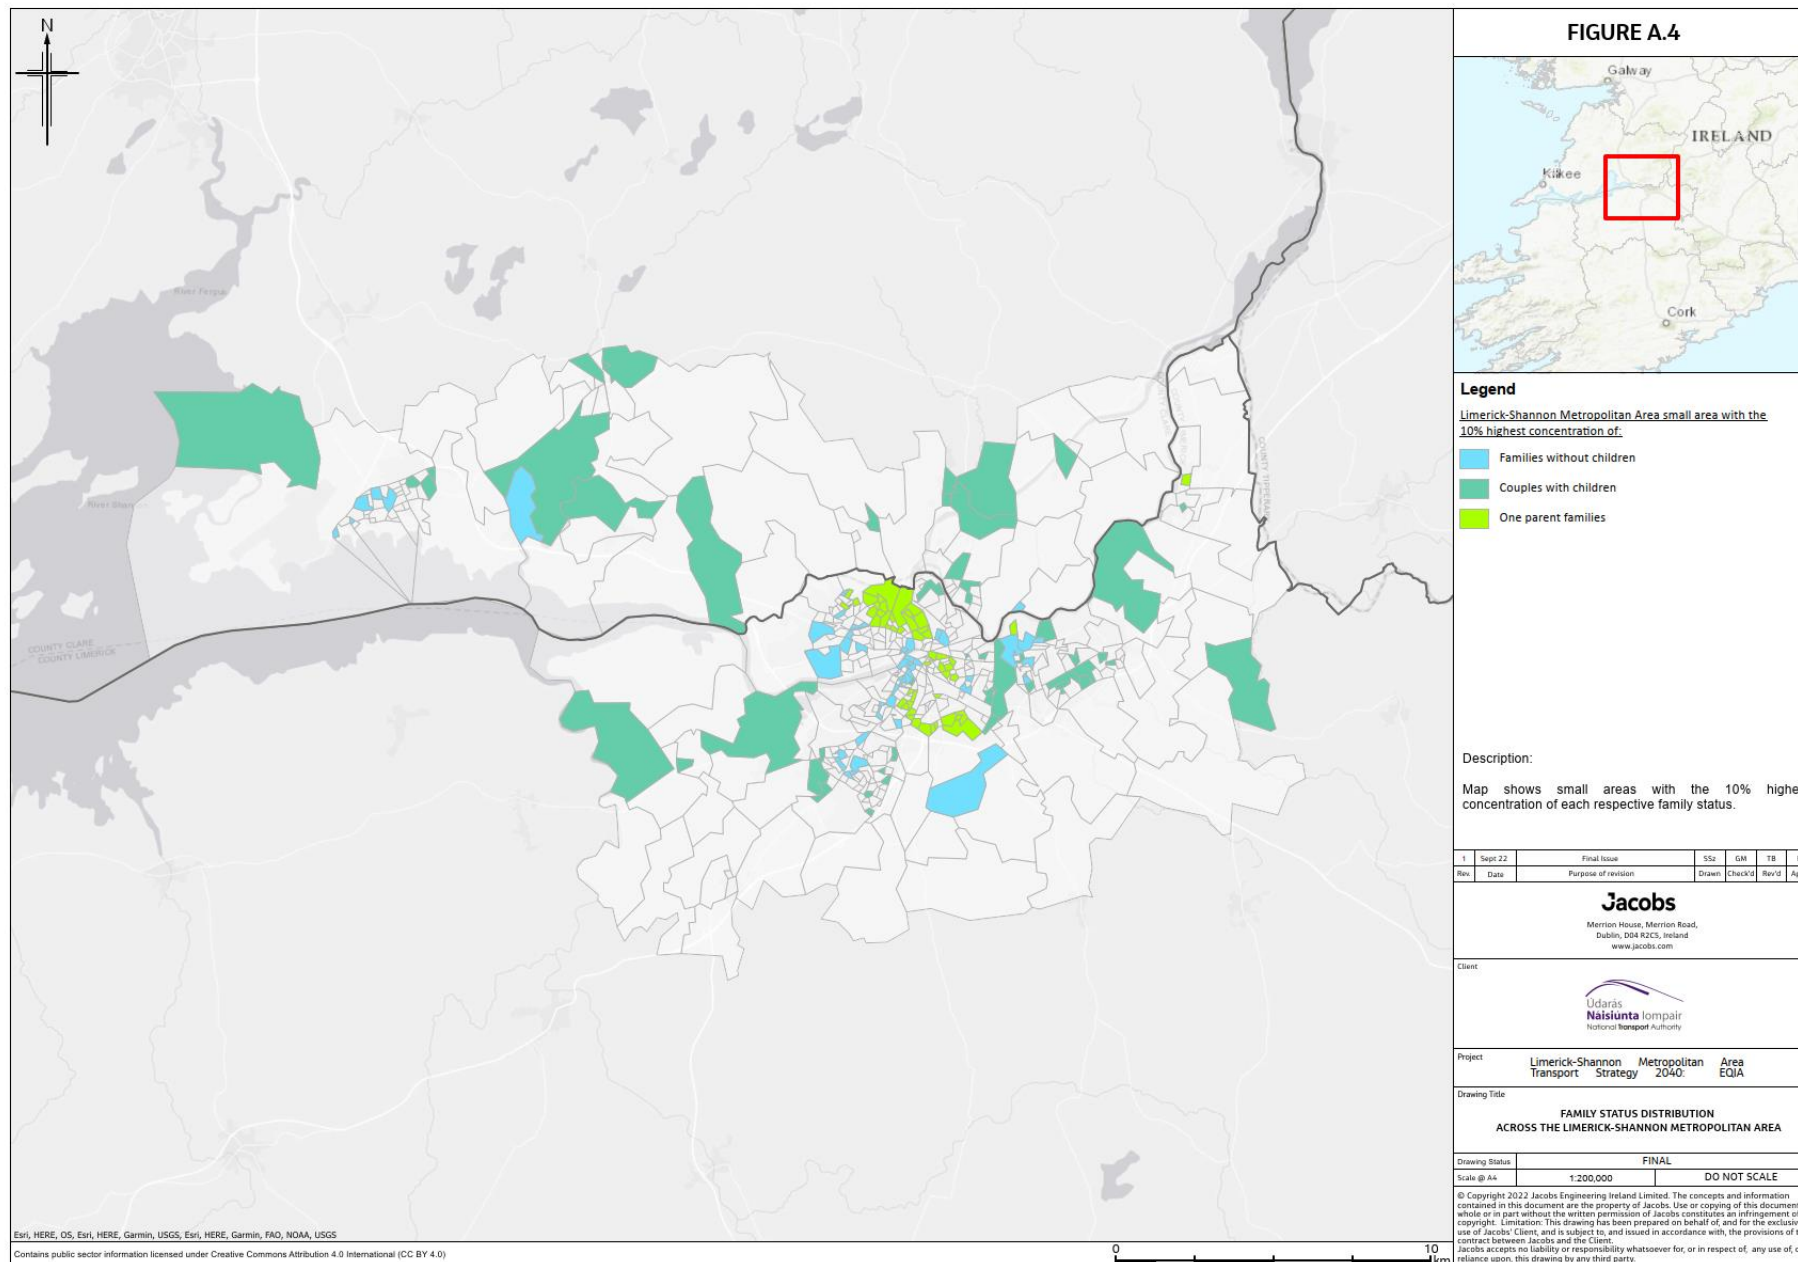 N
River Fergus
COUNTY CLARE
COUNTY LIMERICK
COUNTY TIPPERARY
Esri, HERE, OS, Esri, HERE, Garmin, USGS, Esri, HERE, Garmin, FAO, NOAA, USGS
Contains public sector information licensed under Creative Commons Attribution 4.0 International (CC BY 4.0)
0 10
km
FIGURE A.4
Galway
IRELAND
Kilkee
Cork
Legend
Limerick-Shannon Metropolitan Area small area with the
10% highest concentration of:
Families without children
Couples with children
One parent families
Description:
Map shows small areas with the 10% highe
concentration of each respective family status.
1 Sept 22 Final Issue SSz GM TB
Rev. Date Purpose of revision Drawn Check'd Rev'd Ap
Jacobs
Merrion House, Merrion Road,
Dublin, D04 R2C5, Ireland
www.jacobs.com
Client
Údarás
Náisiúnta Iompair
National Transport Authority
Project
Limerick-Shannon Metropolitan Area
Transport Strategy 2040: EQIA
Drawing Title
FAMILY STATUS DISTRIBUTION
ACROSS THE LIMERICK-SHANNON METROPOLITAN AREA
Drawing Status FINAL
Scale @ A4 1:200,000 DO NOT SCALE
© Copyright 2022 Jacobs Engineering Ireland Limited. The concepts and information
contained in this document are the property of Jacobs. Use or copying of this document
whole or in part without the written permission of Jacobs constitutes an infringement of
copyright. Limitation: This drawing has been prepared on behalf of, and for the exclusive
use of Jacobs' Client, and is subject to, and issued in accordance with, the provisions of t
contract between Jacobs and the Client.
Jacobs accepts no liability or responsibility whatsoever for, or in respect of, any use of, o
reliance upon, this drawing by any third party.